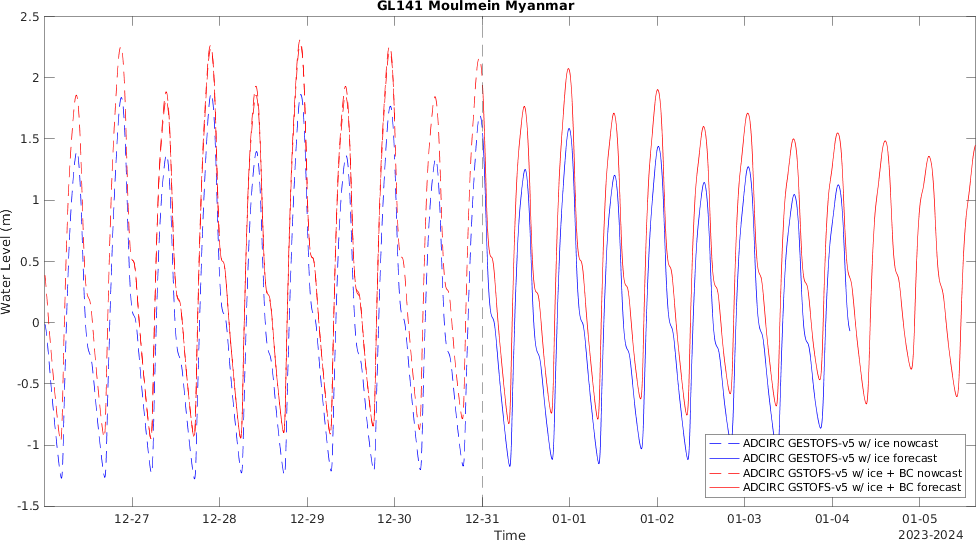 GL141 Moulmein Myanmar
2.5
2
1.5
1
0.5
0
-0.5
-1
-1.5
Water Level (m)
12-27 12-28 12-29 12-30 12-31 01-01 01-02 01-03 01-04 01-05
Time
2023-2024
ADCIRC GESTOFS-v5 w/ ice nowcast
ADCIRC GESTOFS-v5 w/ ice forecast
ADCIRC GSTOFS-v5 w/ ice + BC nowcast
ADCIRC GSTOFS-v5 w/ ice + BC forecast